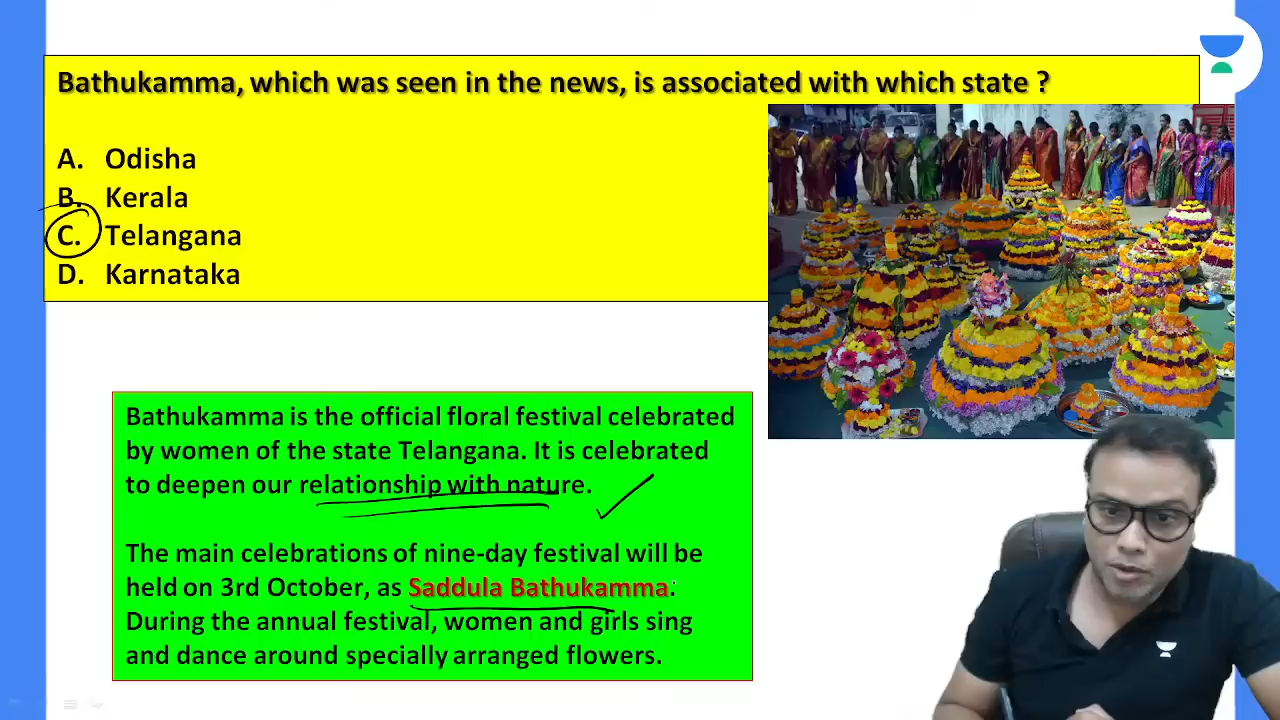 Bathukamma, which was seen in the news, is associated with which state ?
A. Odisha
B. Kerala
C. Telangana
D. Karnataka
Bathukamma is the official floral festival celebrated
by women of the state Telangana. It is celebrated
to deepen our relationship with nature.
The main celebrations of nine-day festival will be
held on 3rd October, as Saddula Bathukamma.
During the annual festival, women and girls sing
and dance around specially arranged flowers.